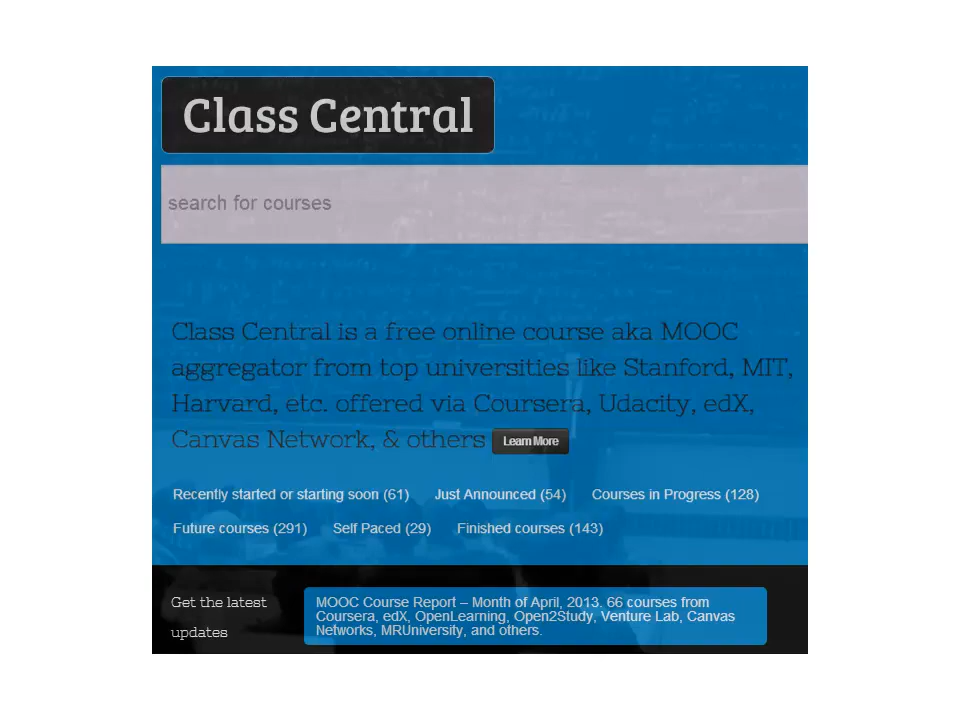 Class Central
search for courses
Class Central is a free online course aka MOOC
aggregator from top universities like Stanford, MIT,
Harvard, etc. offered via Coursera, Udacity, edX,
Canvas Network, & others Learn More
Recently started or starting soon (61) Just Announced (54) Courses in Progress (128)
Future courses (291) Self Paced (29) Finished courses (143)
Get the latest
updates
MOOC Course Report – Month of April, 2013. 66 courses from
Coursera, edX, OpenLearning, Open2Study, Venture Lab, Canvas
Networks, MRUniversity, and others.